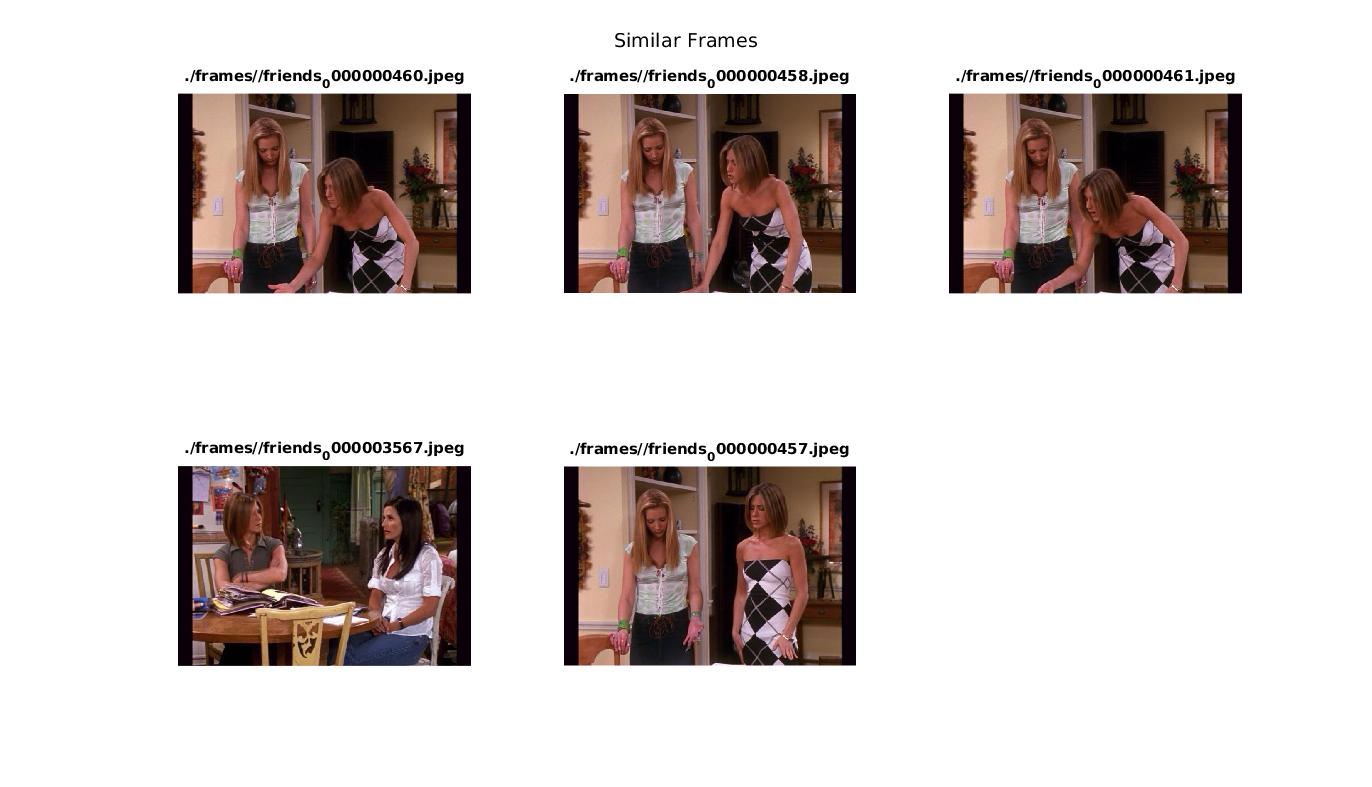 Similar Frames
./frames//friends₀000000460.jpeg
./frames//friends₀000000458.jpeg
./frames//friends₀000000461.jpeg
./frames//friends₀000003567.jpeg
./frames//friends₀000000457.jpeg